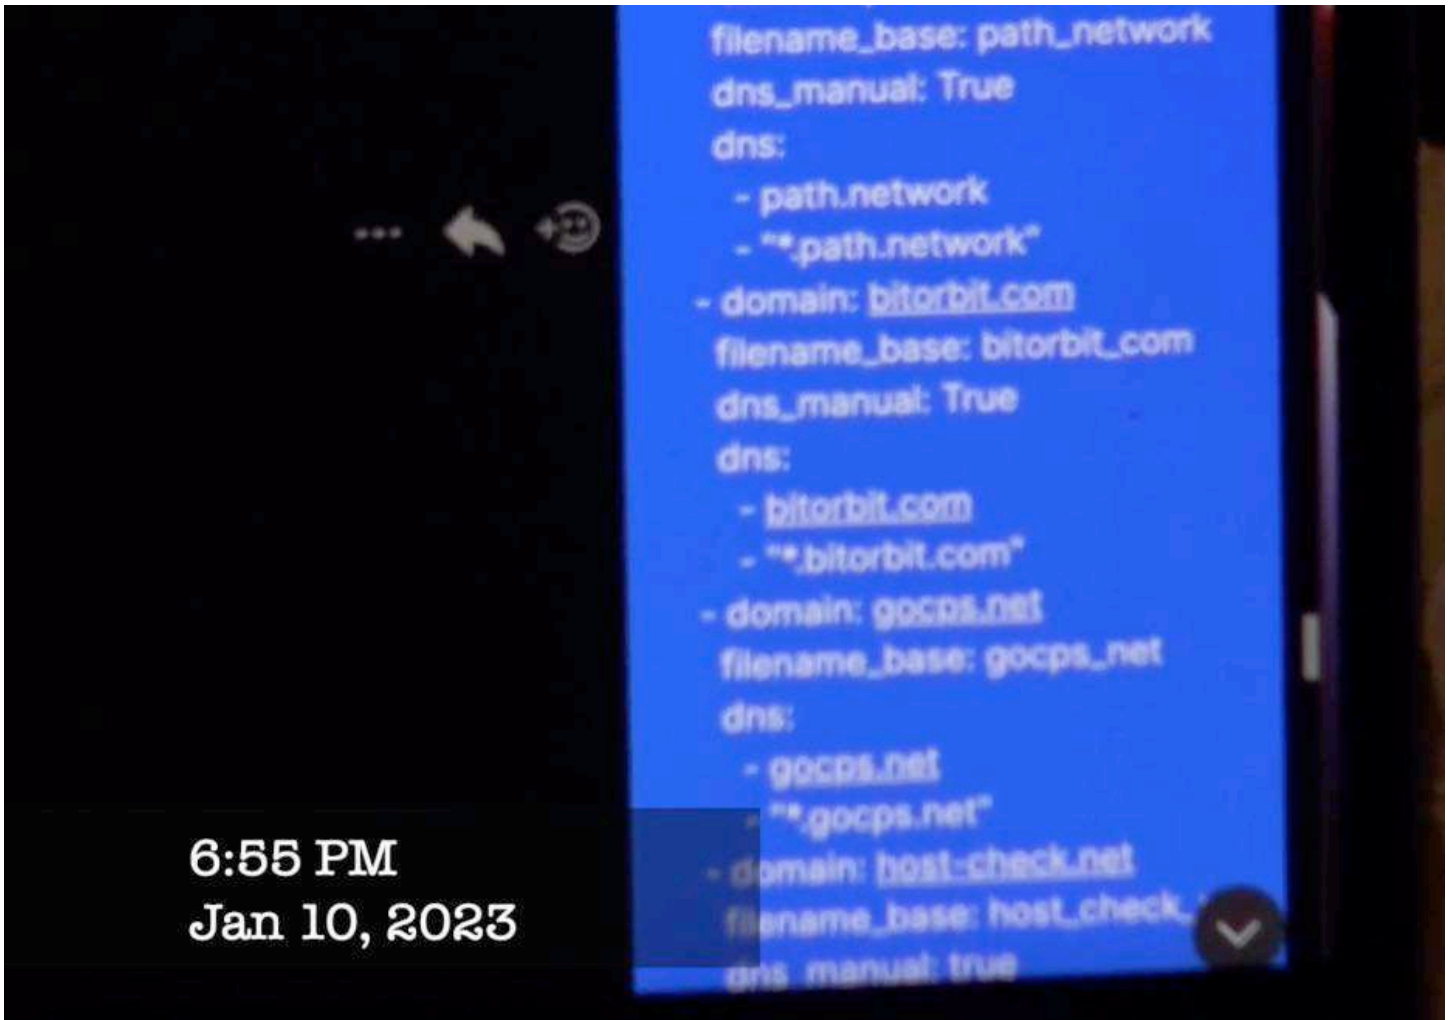 filename_base: path_network
dns_manual: True
dns:
- path.network
- "*.path.network"
- domain: bitorbit.com
filename_base: bitorbit_com
dns_manual: True
dns:
- bitorbit.com
- "*.bitorbit.com"
- domain: gocps.net
filename_base: gocps_net
dns:
- gocps.net
- "*.gocps.net"
- domain: host-check.net
filename_base: host_check_
dns_manual: true
6:55 PM
Jan 10, 2023